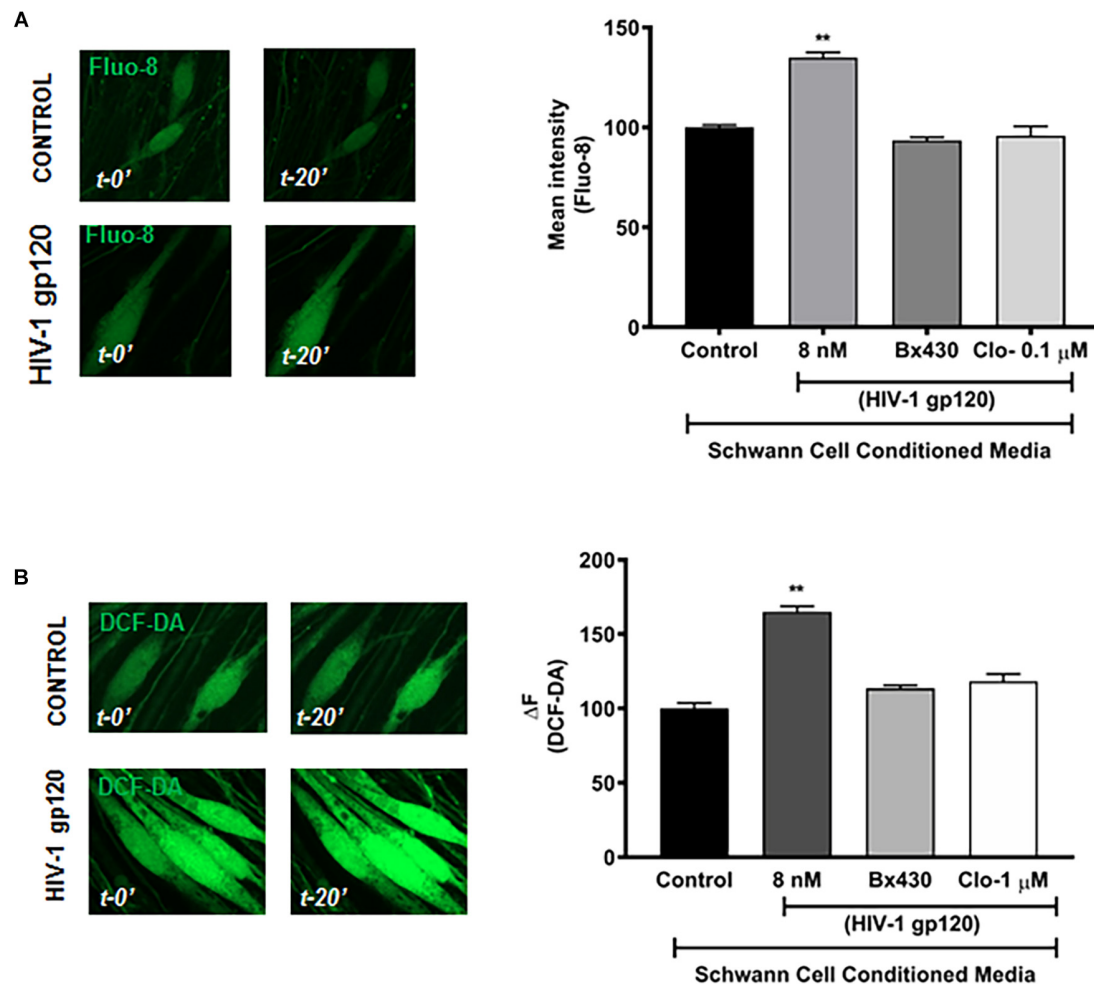 A
CONTROL
Fluo-8
t-0’
t-20’
HIV-1 gp120
Fluo-8
t-0’
t-20’
Mean intensity
(Fluo-8)
150
100
50
0
**
Control
8 nM
Bx430
Clo- 0.1 μM
(HIV-1 gp120)
Schwann Cell Conditioned Media
B
CONTROL
DCF-DA
t-0’
t-20’
HIV-1 gp120
DCF-DA
t-0’
t-20’
ΔF
(DCF-DA)
200
150
100
50
0
**
Control
8 nM
Bx430
Clo-1 μM
(HIV-1 gp120)
Schwann Cell Conditioned Media